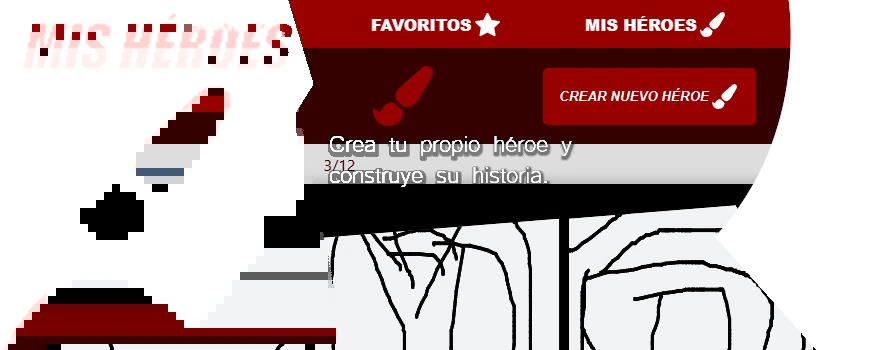 MIS HÉROES
FAVORITOS
MIS HÉROES
CREAR NUEVO HÉROE
Crea tu propio héroe y
3/12
construye su historia.